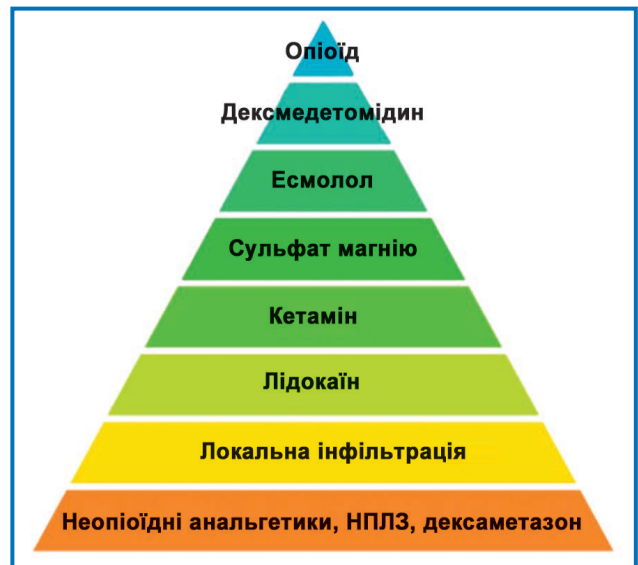 Опіоїд
Дексмедетомідин
Есмолол
Сульфат магнію
Кетамін
Лідокаїн
Локальна інфільтрація
Неопіоїдні анальгетики, НПЛЗ, дексаметазон